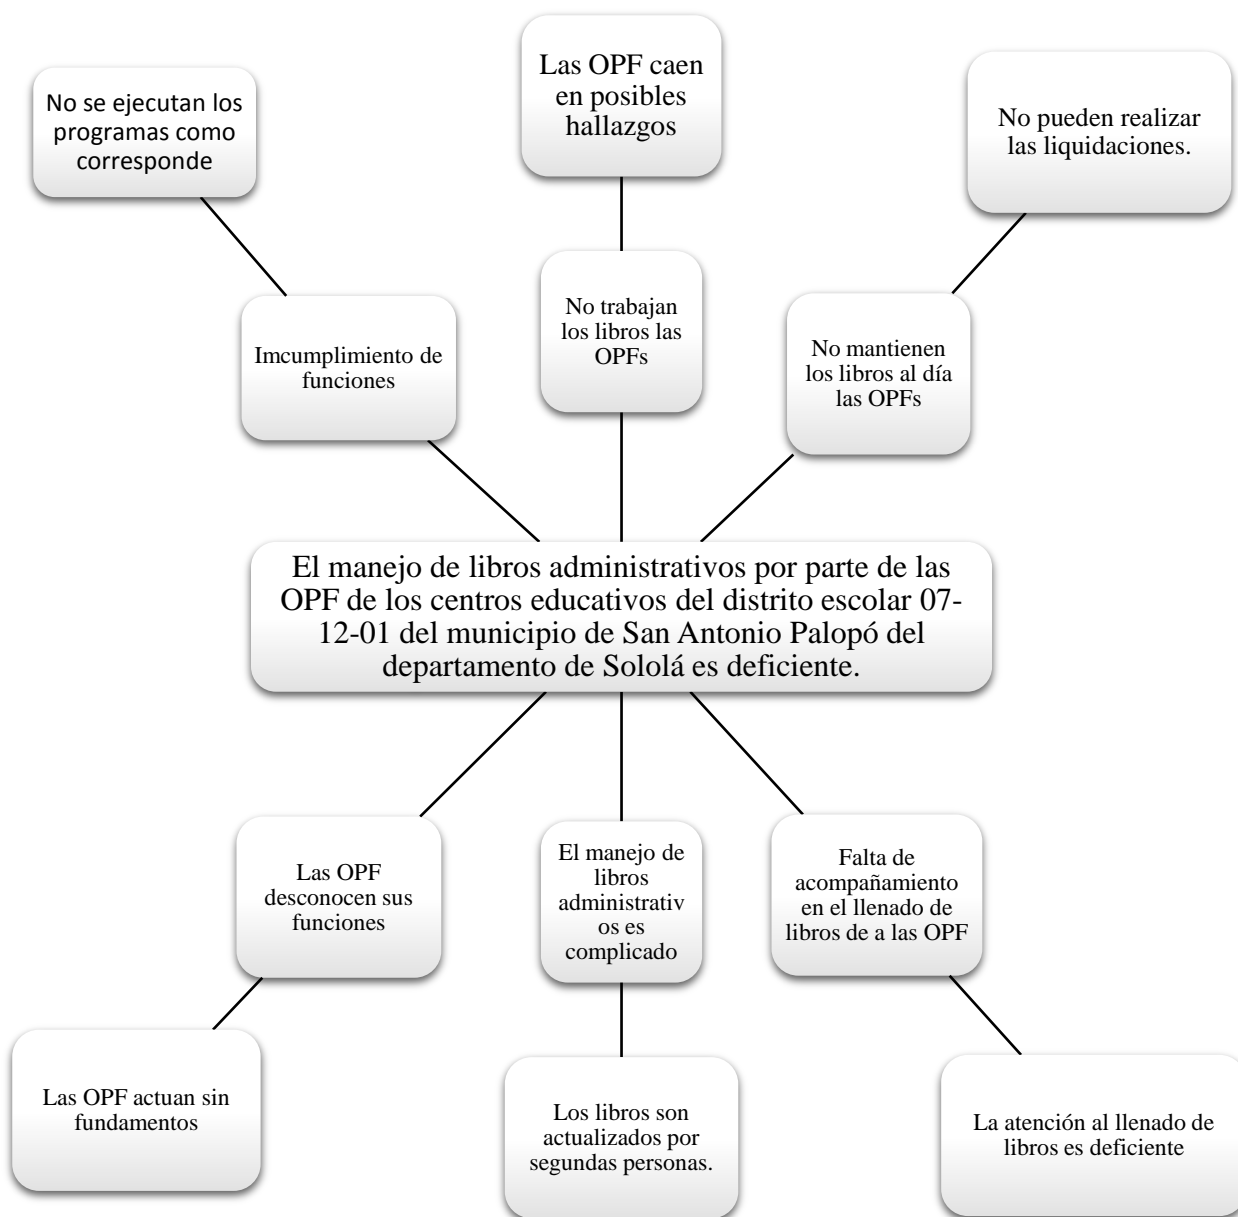 Las OPF caen
en posibles
hallazgos
No se ejecutan los
programas como
corresponde
No pueden realizar
las liquidaciones.
No trabajan
los libros las
OPFs
Imcumplimiento de
funciones
No mantienen
los libros al día
las OPFs
El manejo de libros administrativos por parte de las
OPF de los centros educativos del distrito escolar 07-
12-01 del municipio de San Antonio Palopó del
departamento de Sololá es deficiente.
Las OPF
desconocen sus
funciones
El manejo de
libros
administrativ
os es
complicado
Falta de
acompañamiento
en el llenado de
libros de a las OPF
Las OPF actuan sin
fundamentos
Los libros son
actualizados por
segundas personas.
La atención al llenado de
libros es deficiente